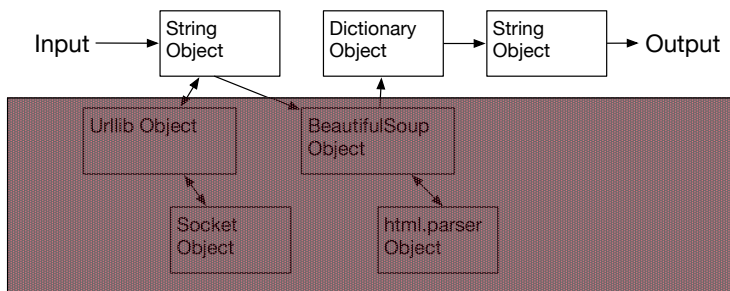 Input
String
Object
Dictionary
Object
String
Object
Output
Urllib Object
BeautifulSoup
Object
Socket
Object
html.parser
Object